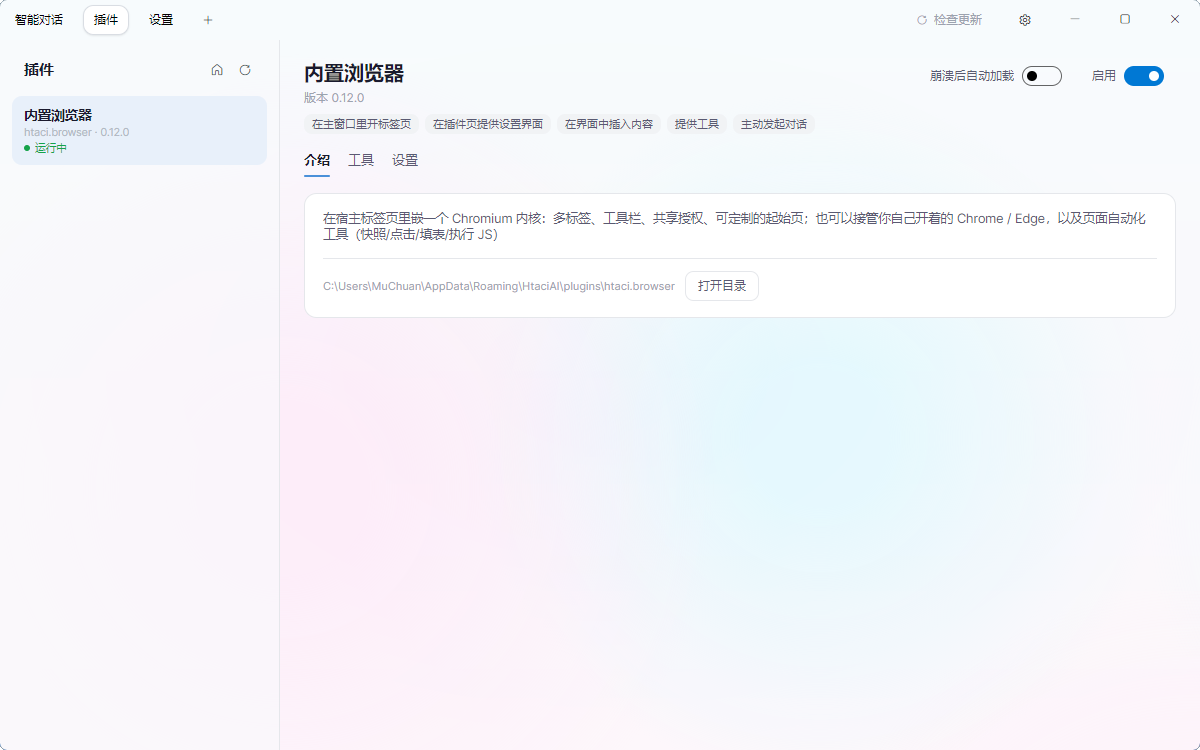 智能对话 插件 设置 检查更新
插件
内置浏览器
htaci.browser · 0.12.0
运行中
内置浏览器
版本 0.12.0
崩溃后自动加载 启用
在主窗口里开标签页 在插件页提供设置界面 在界面中插入内容 提供工具 主动发起对话
介绍 工具 设置
在宿主标签页里嵌一个 Chromium 内核：多标签、工具栏、共享授权、可定制的起始页；也可以接管你自己开着的 Chrome / Edge，以及页面自动化
工具（快照/点击/填表/执行 JS）
C:\Users\MuChuan\AppData\Roaming\HtaciAI\plugins\htaci.browser 打开目录